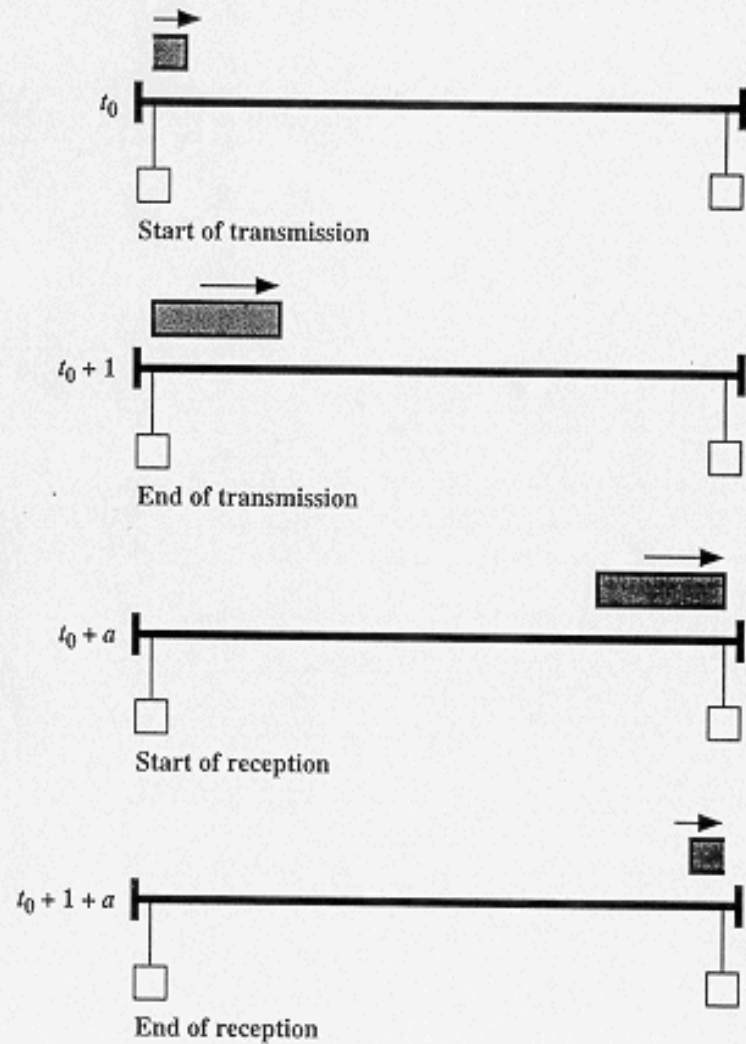 t0
Start of transmission
t0 + 1
End of transmission
t0 + a
Start of reception
t0 + 1 + a
End of reception